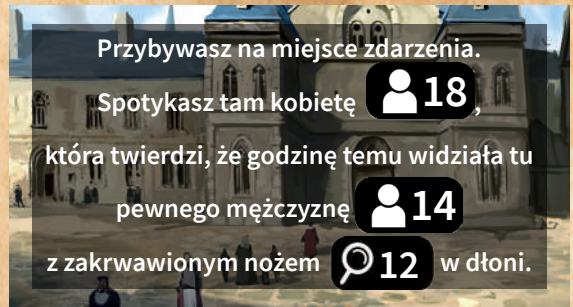 Przybywasz na miejsce zdarzenia.
Spotykasz tam kobietę 18,
która twierdzi, że godzinę temu widziała tu
pewnego mężczyznę 14
z zakrwawionym nożem 12 w dłoni.